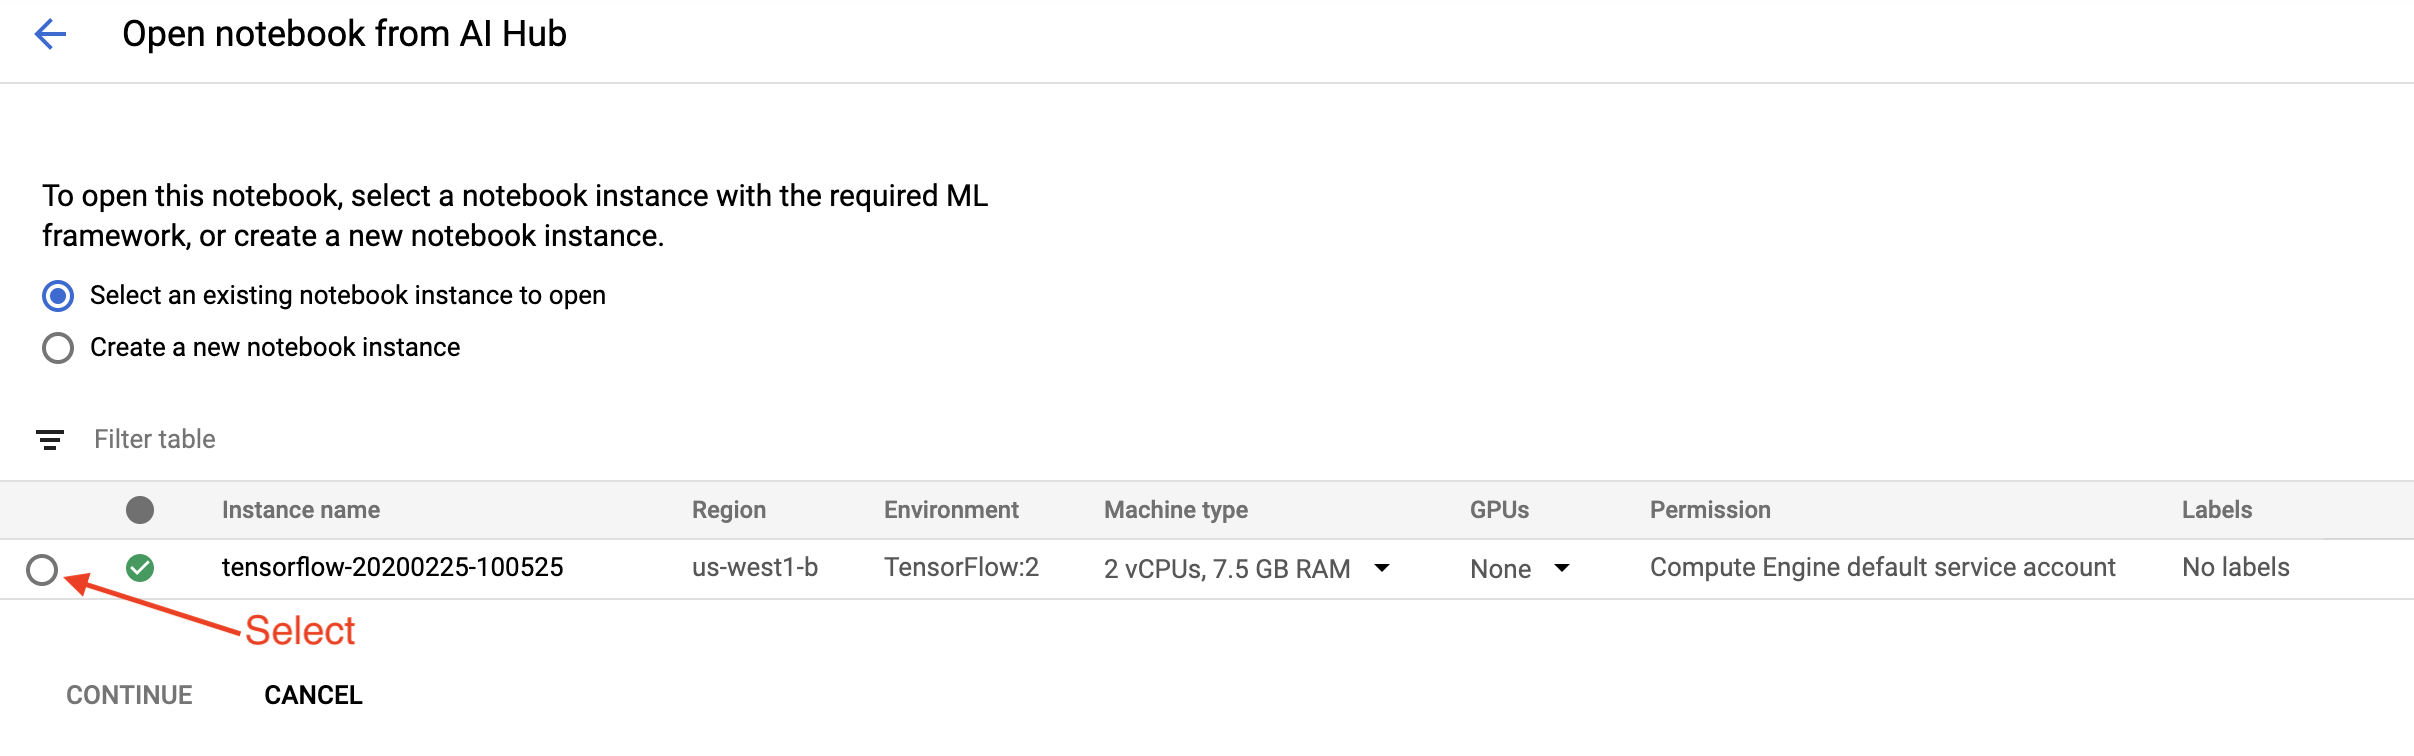 Open notebook from AI Hub
To open this notebook, select a notebook instance with the required ML
framework, or create a new notebook instance.
Select an existing notebook instance to open
Create a new notebook instance
Filter table
Instance name Region Environment Machine type GPUs Permission Labels
tensorflow-20200225-100525 us-west1-b TensorFlow:2 2 vCPUs, 7.5 GB RAM None Compute Engine default service account No labels
Select
CONTINUE CANCEL